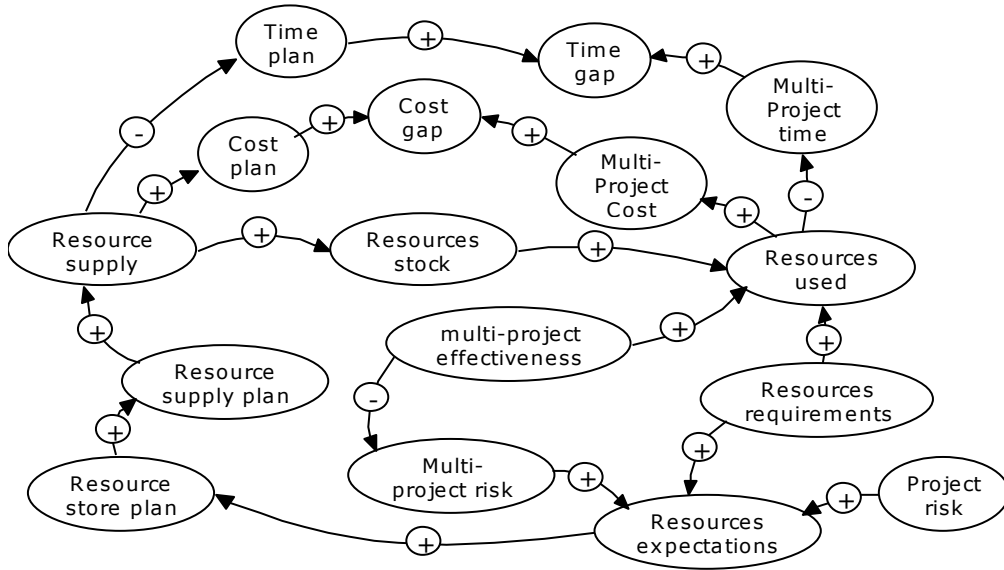 Time
plan
+
Time
gap
+
Multi-
Project
time
-
Cost
plan
+
Cost
gap
+
Multi-
Project
Cost
+
-
+
Resource
supply
+
Resources
stock
+
Resources
used
+
multi-project
effectiveness
+
+
Resource
supply plan
-
Resources
requirements
+
+
Resource
store plan
Multi-
project risk
+
Resources
expectations
+
Project
risk
+